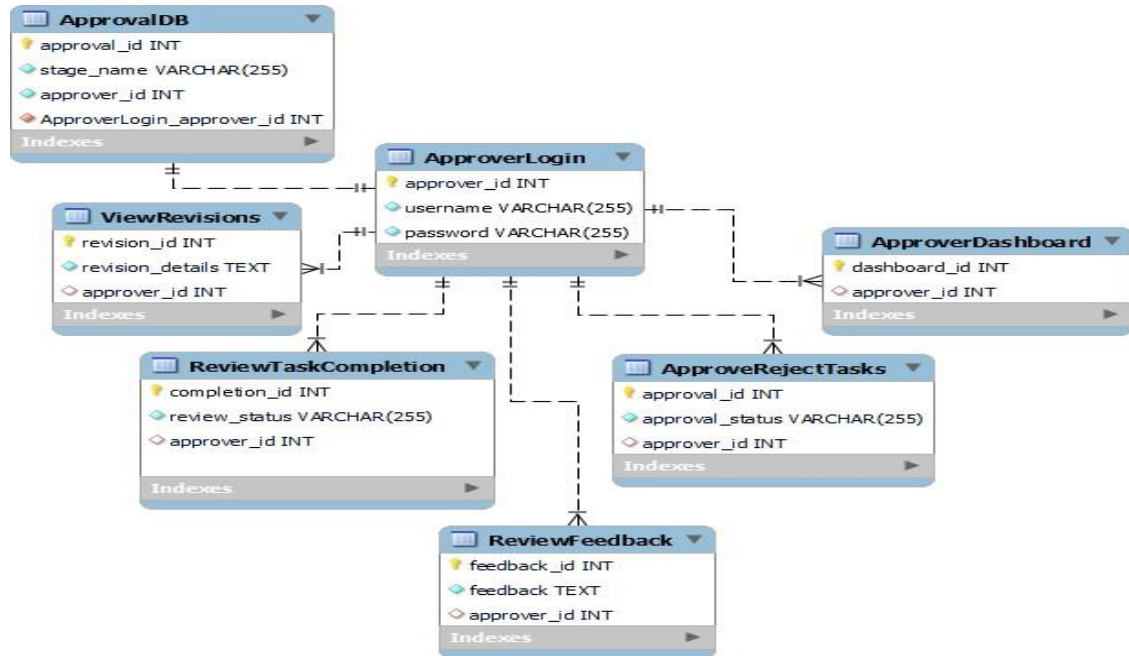 ApprovalDB
approval_id INT
stage_name VARCHAR(255)
approver_id INT
ApproverLogin_approver_id INT
Indexes
ApproverLogin
approver_id INT
username VARCHAR(255)
password VARCHAR(255)
Indexes
ViewRevisions
revision_id INT
revision_details TEXT
approver_id INT
Indexes
ApproverDashboard
dashboard_id INT
approver_id INT
Indexes
ReviewTaskCompletion
completion_id INT
review_status VARCHAR(255)
approver_id INT
Indexes
ApproveRejectTasks
approval_id INT
approval_status VARCHAR(255)
approver_id INT
Indexes
ReviewFeedback
feedback_id INT
feedback TEXT
approver_id INT
Indexes